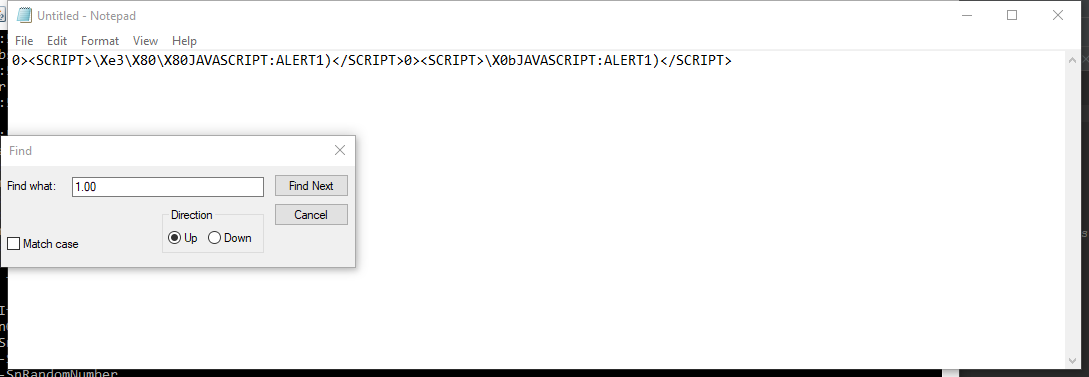 Untitled - Notepad
File Edit Format View Help
0><SCRIPT>\Xe3\X80\X80JAVASCRIPT:ALERT1)</SCRIPT>0><SCRIPT>\X0bJAVASCRIPT:ALERT1)</SCRIPT>
Find
Find what: 1.00 Find Next
Direction Cancel
Up Down
Match case
-SnRandomNumber